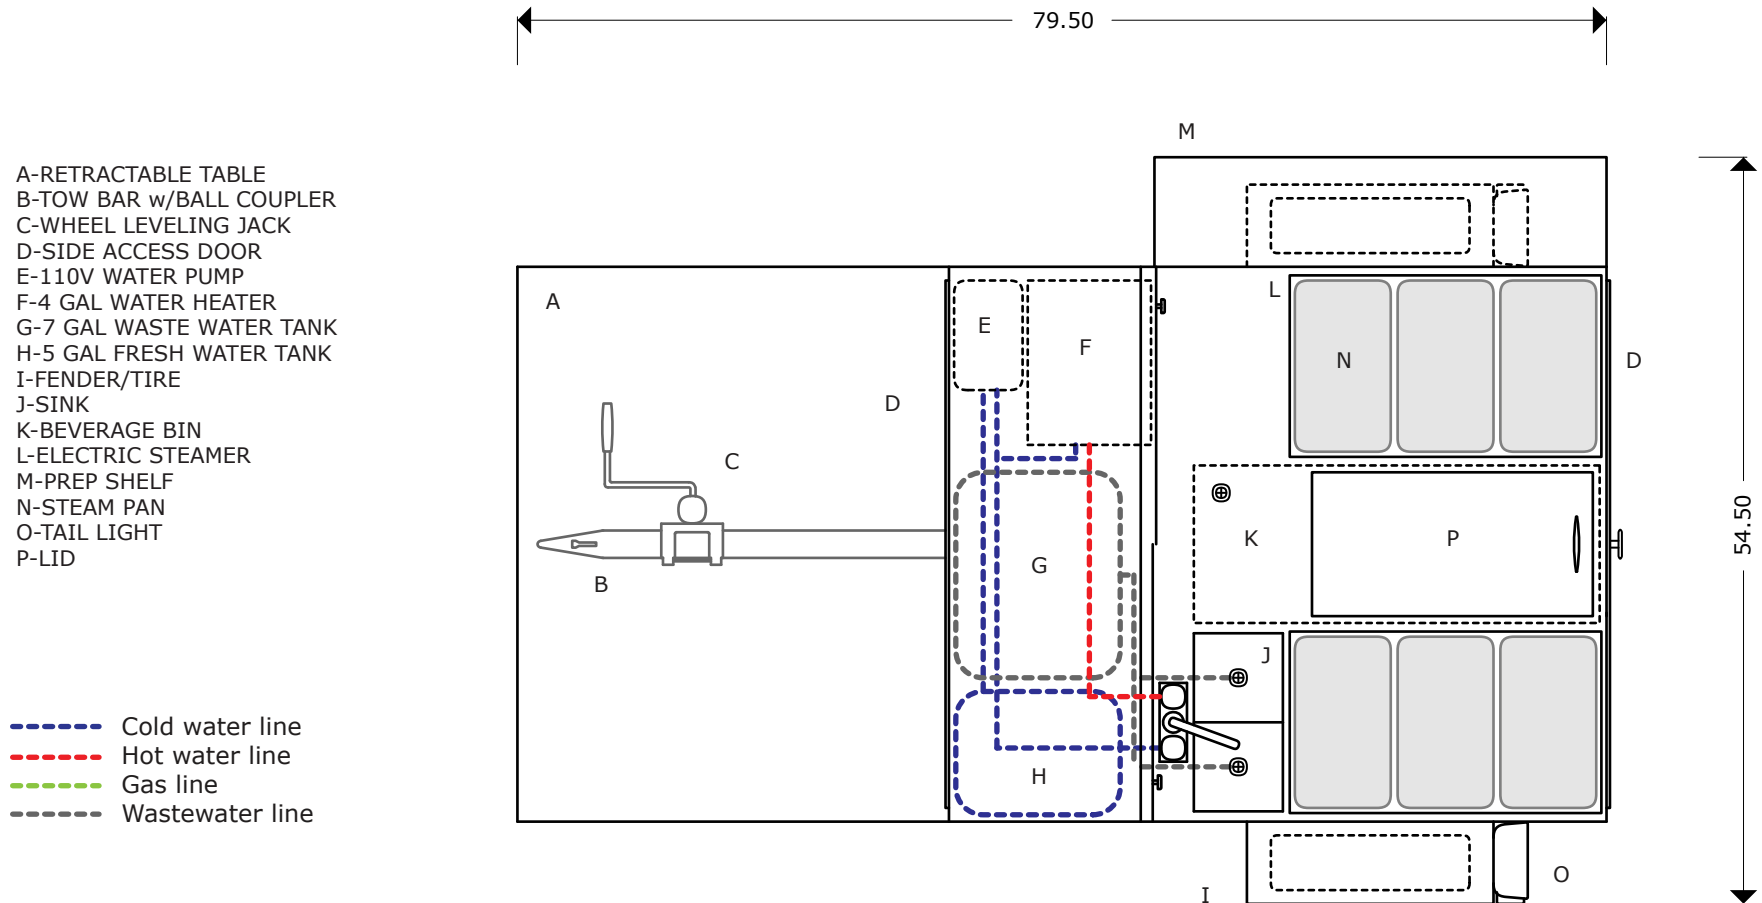 79.50
M
A-RETRACTABLE TABLE
B-TOW BAR w/BALL COUPLER
C-WHEEL LEVELING JACK
D-SIDE ACCESS DOOR
E-110V WATER PUMP
F-4 GAL WATER HEATER
G-7 GAL WASTE WATER TANK
H-5 GAL FRESH WATER TANK
I-FENDER/TIRE
J-SINK
K-BEVERAGE BIN
L-ELECTRIC STEAMER
M-PREP SHELF
N-STEAM PAN
O-TAIL LIGHT
P-LID
A
L
E
F
N
D
D
C
K
P
54.50
G
B
J
H
O
I
Cold water line
Hot water line
Gas line
Wastewater line